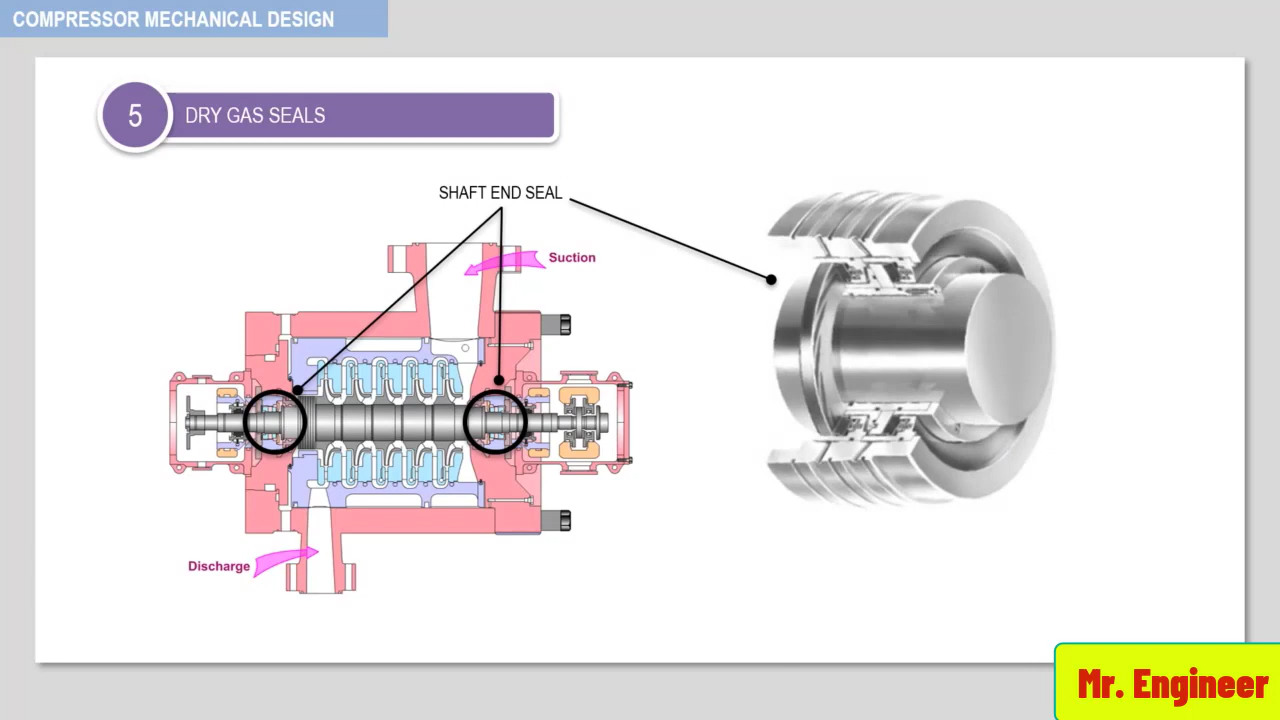 COMPRESSOR MECHANICAL DESIGN
5
DRY GAS SEALS
SHAFT END SEAL
Suction
Discharge
Mr. Engineer